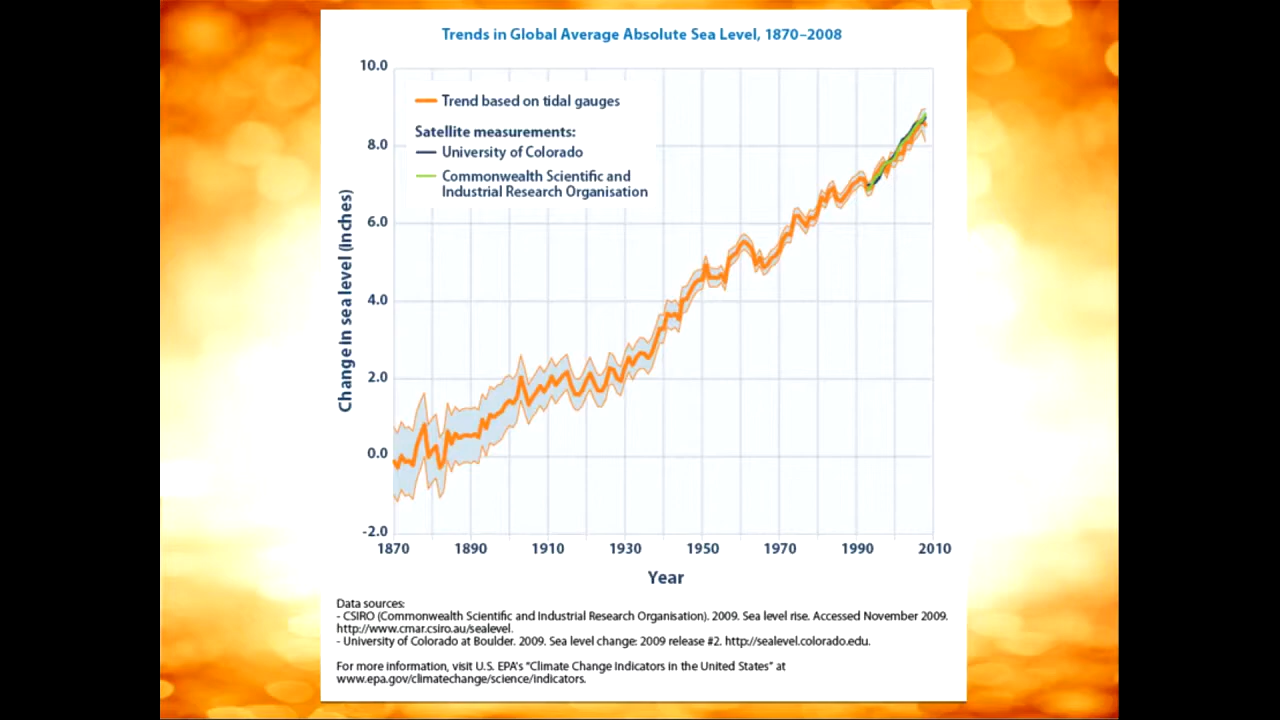 Trends in Global Average Absolute Sea Level, 1870–2008
10.0
Trend based on tidal gauges
Satellite measurements:
University of Colorado
Commonwealth Scientific and
Industrial Research Organisation
8.0
6.0
4.0
2.0
0.0
-2.0
Change in sea level (inches)
1870 1890 1910 1930 1950 1970 1990 2010
Year
Data sources:
- CSIRO (Commonwealth Scientific and Industrial Research Organisation). 2009. Sea level rise. Accessed November 2009.
http://www.cmar.csiro.au/sealevel.
- University of Colorado at Boulder. 2009. Sea level change: 2009 release #2. http://sealevel.colorado.edu.
For more information, visit U.S. EPA's "Climate Change Indicators in the United States" at
www.epa.gov/climatechange/science/indicators.